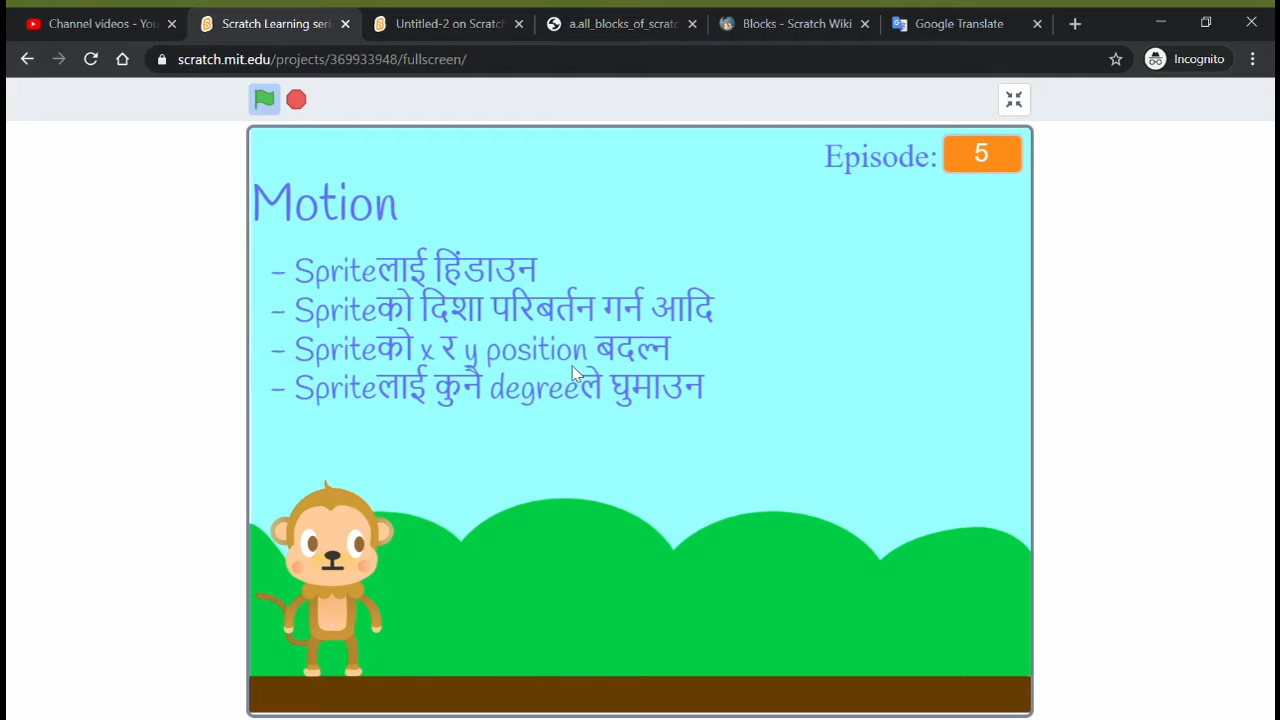 Channel videos - You
Scratch Learning seri
Untitled-2 on Scratch
a.all_blocks_of_scratc
Blocks - Scratch Wiki
Google Translate
scratch.mit.edu/projects/369933948/fullscreen/
Incognito
Episode: 5
Motion
- Spriteलाई हिंडाउन
- Spriteको दिशा परिबर्तन गर्न आदि
- Spriteको x र y position बदल्न
- Spriteलाई कुनै degreeले घुमाउन